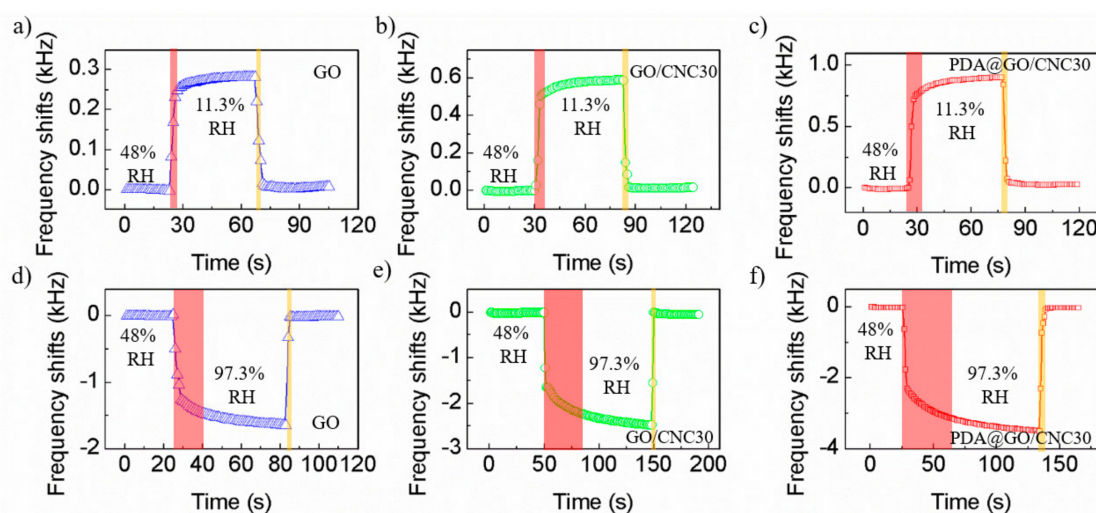 a)
Frequency shifts (kHz)
0.3
0.2
0.1
0.0
GO
11.3%
RH
48%
RH
0 30 60 90 120
Time (s)
b)
Frequency shifts (kHz)
0.6
0.4
0.2
0.0
GO/CNC30
11.3%
RH
48%
RH
0 30 60 90 120
Time (s)
c)
Frequency shifts (kHz)
1.0
0.5
0.0
PDA@GO/CNC30
11.3%
RH
48%
RH
0 30 60 90 120
Time (s)
d)
Frequency shifts (kHz)
0
-1
-2
48%
RH
97.3%
RH
GO
0 20 40 60 80 100 120
Time (s)
e)
Frequency shifts (kHz)
0
-1
-2
-3
48%
RH
97.3%
RH
GO/CNC30
0 50 100 150 200
Time (s)
f)
Frequency shifts (kHz)
0
-2
-4
48%
RH
97.3%
RH
PDA@GO/CNC30
0 50 100 150
Time (s)